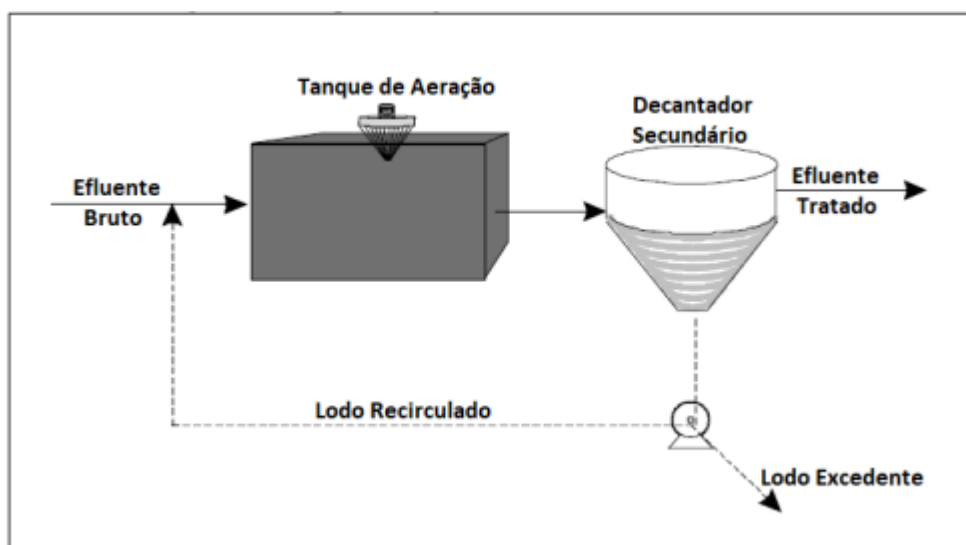 Tanque de Aeração
Decantador
Secundário
Efluente
Bruto
Efluente
Tratado
Lodo Recirculado
Lodo Excedente